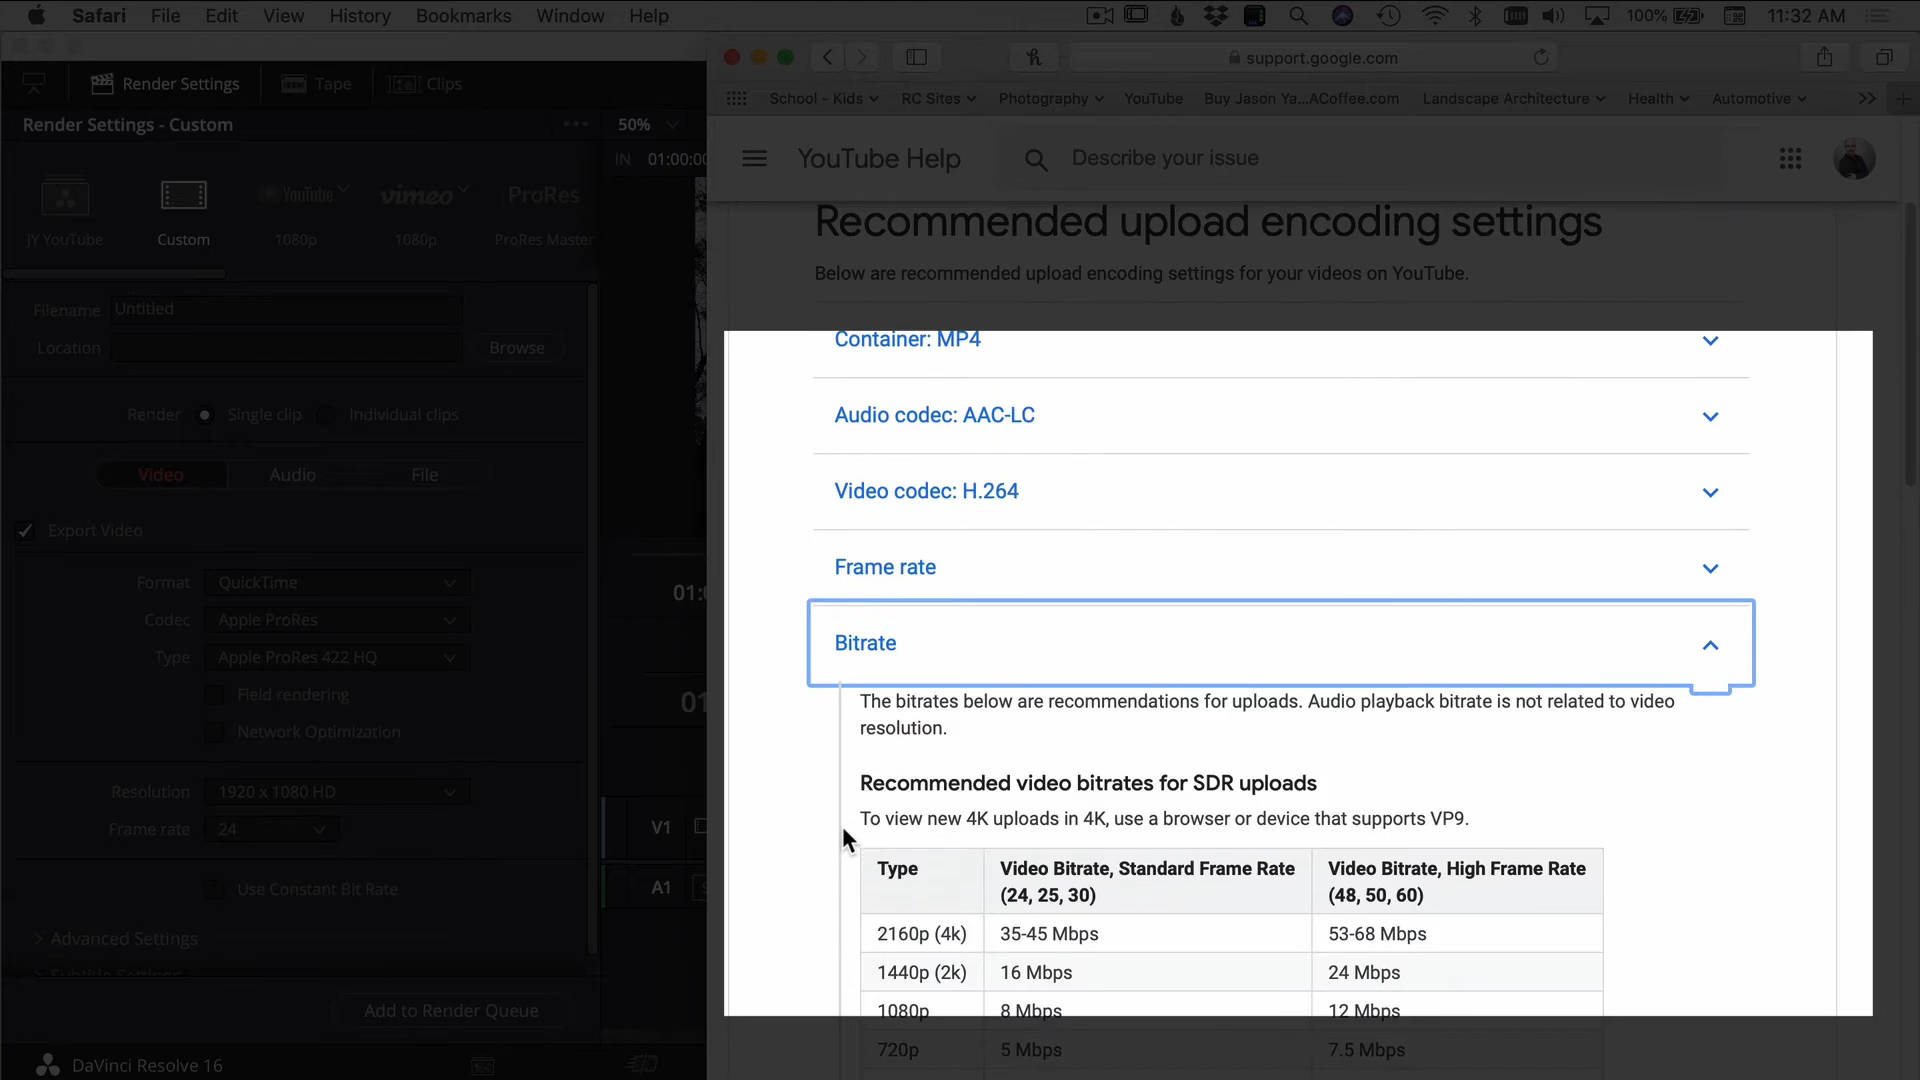 Safari File Edit View History Bookmarks Window Help
100% 11:32 AM
Render Settings Tape Clips
Render Settings - Custom
50%
IN 01:00:00
YouTube vimeo ProRes
JY YouTube Custom 1080p 1080p ProRes Master
Filename Untitled
Location Browse
Render Single clip Individual clips
Video Audio File
Export Video
Format QuickTime
Codec Apple ProRes
Type Apple ProRes 422 HQ
Field rendering
Network Optimization
Resolution 1920 x 1080 HD
Frame rate 24
Use Constant Bit Rate
Advanced Settings
Subtitle Settings
Add to Render Queue
DaVinci Resolve 16
01:
01
V1
A1
support.google.com
School - Kids RC Sites Photography YouTube Buy Jason Ya...ACoffee.com Landscape Architecture Health Automotive
YouTube Help Describe your issue
Recommended upload encoding settings
Below are recommended upload encoding settings for your videos on YouTube.
Container: MP4
Audio codec: AAC-LC
Video codec: H.264
Frame rate
Bitrate
The bitrates below are recommendations for uploads. Audio playback bitrate is not related to video
resolution.
Recommended video bitrates for SDR uploads
To view new 4K uploads in 4K, use a browser or device that supports VP9.
Type Video Bitrate, Standard Frame Rate Video Bitrate, High Frame Rate
(24, 25, 30) (48, 50, 60)
2160p (4k) 35-45 Mbps 53-68 Mbps
1440p (2k) 16 Mbps 24 Mbps
1080p 8 Mbps 12 Mbps
720p 5 Mbps 7.5 Mbps